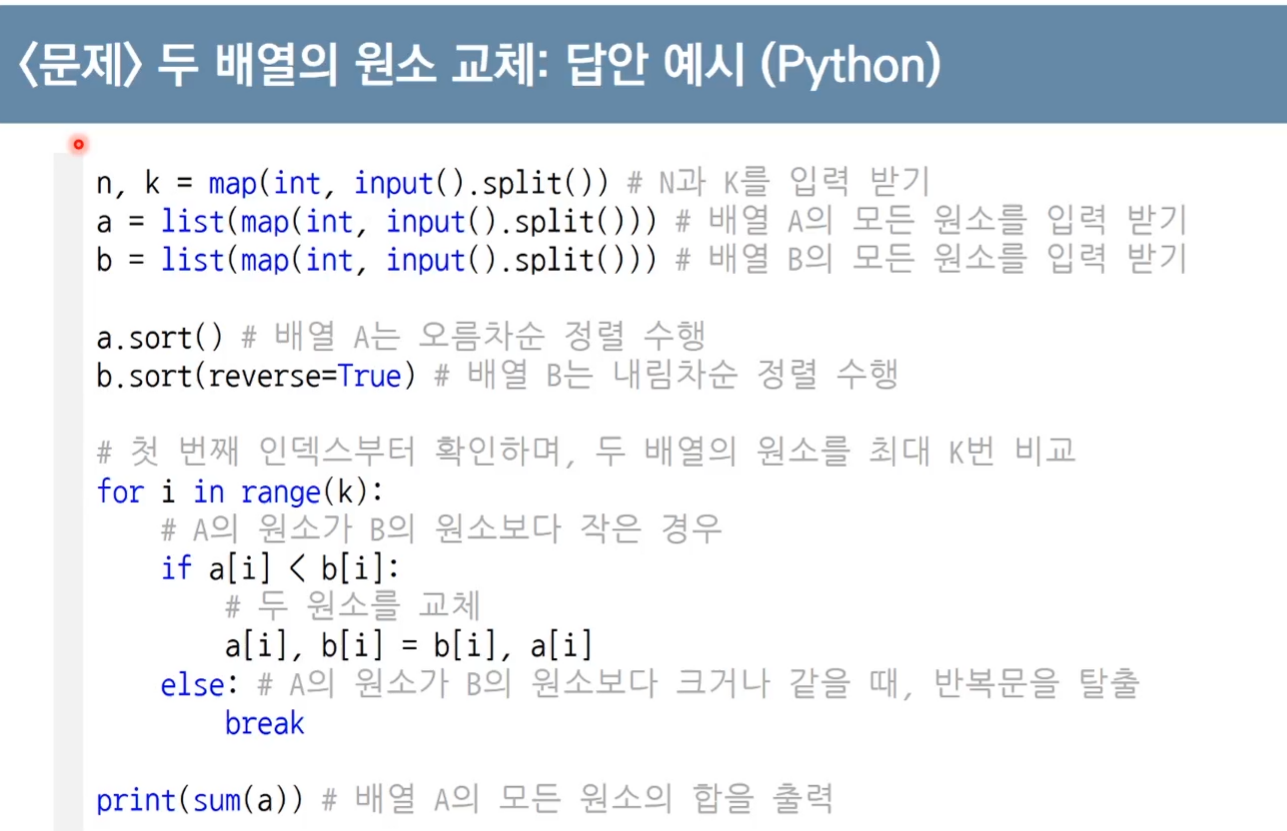 〈문제〉 두 배열의 원소 교체: 답안 예시 (Python)
n, k = map(int, input().split()) # N과 K를 입력 받기
a = list(map(int, input().split())) # 배열 A의 모든 원소를 입력 받기
b = list(map(int, input().split())) # 배열 B의 모든 원소를 입력 받기
a.sort() # 배열 A는 오름차순 정렬 수행
b.sort(reverse=True) # 배열 B는 내림차순 정렬 수행
# 첫 번째 인덱스부터 확인하며, 두 배열의 원소를 최대 K번 비교
for i in range(k):
    # A의 원소가 B의 원소보다 작은 경우
    if a[i] < b[i]:
        # 두 원소를 교체
        a[i], b[i] = b[i], a[i]
    else: # A의 원소가 B의 원소보다 크거나 같을 때, 반복문을 탈출
        break
print(sum(a)) # 배열 A의 모든 원소의 합을 출력